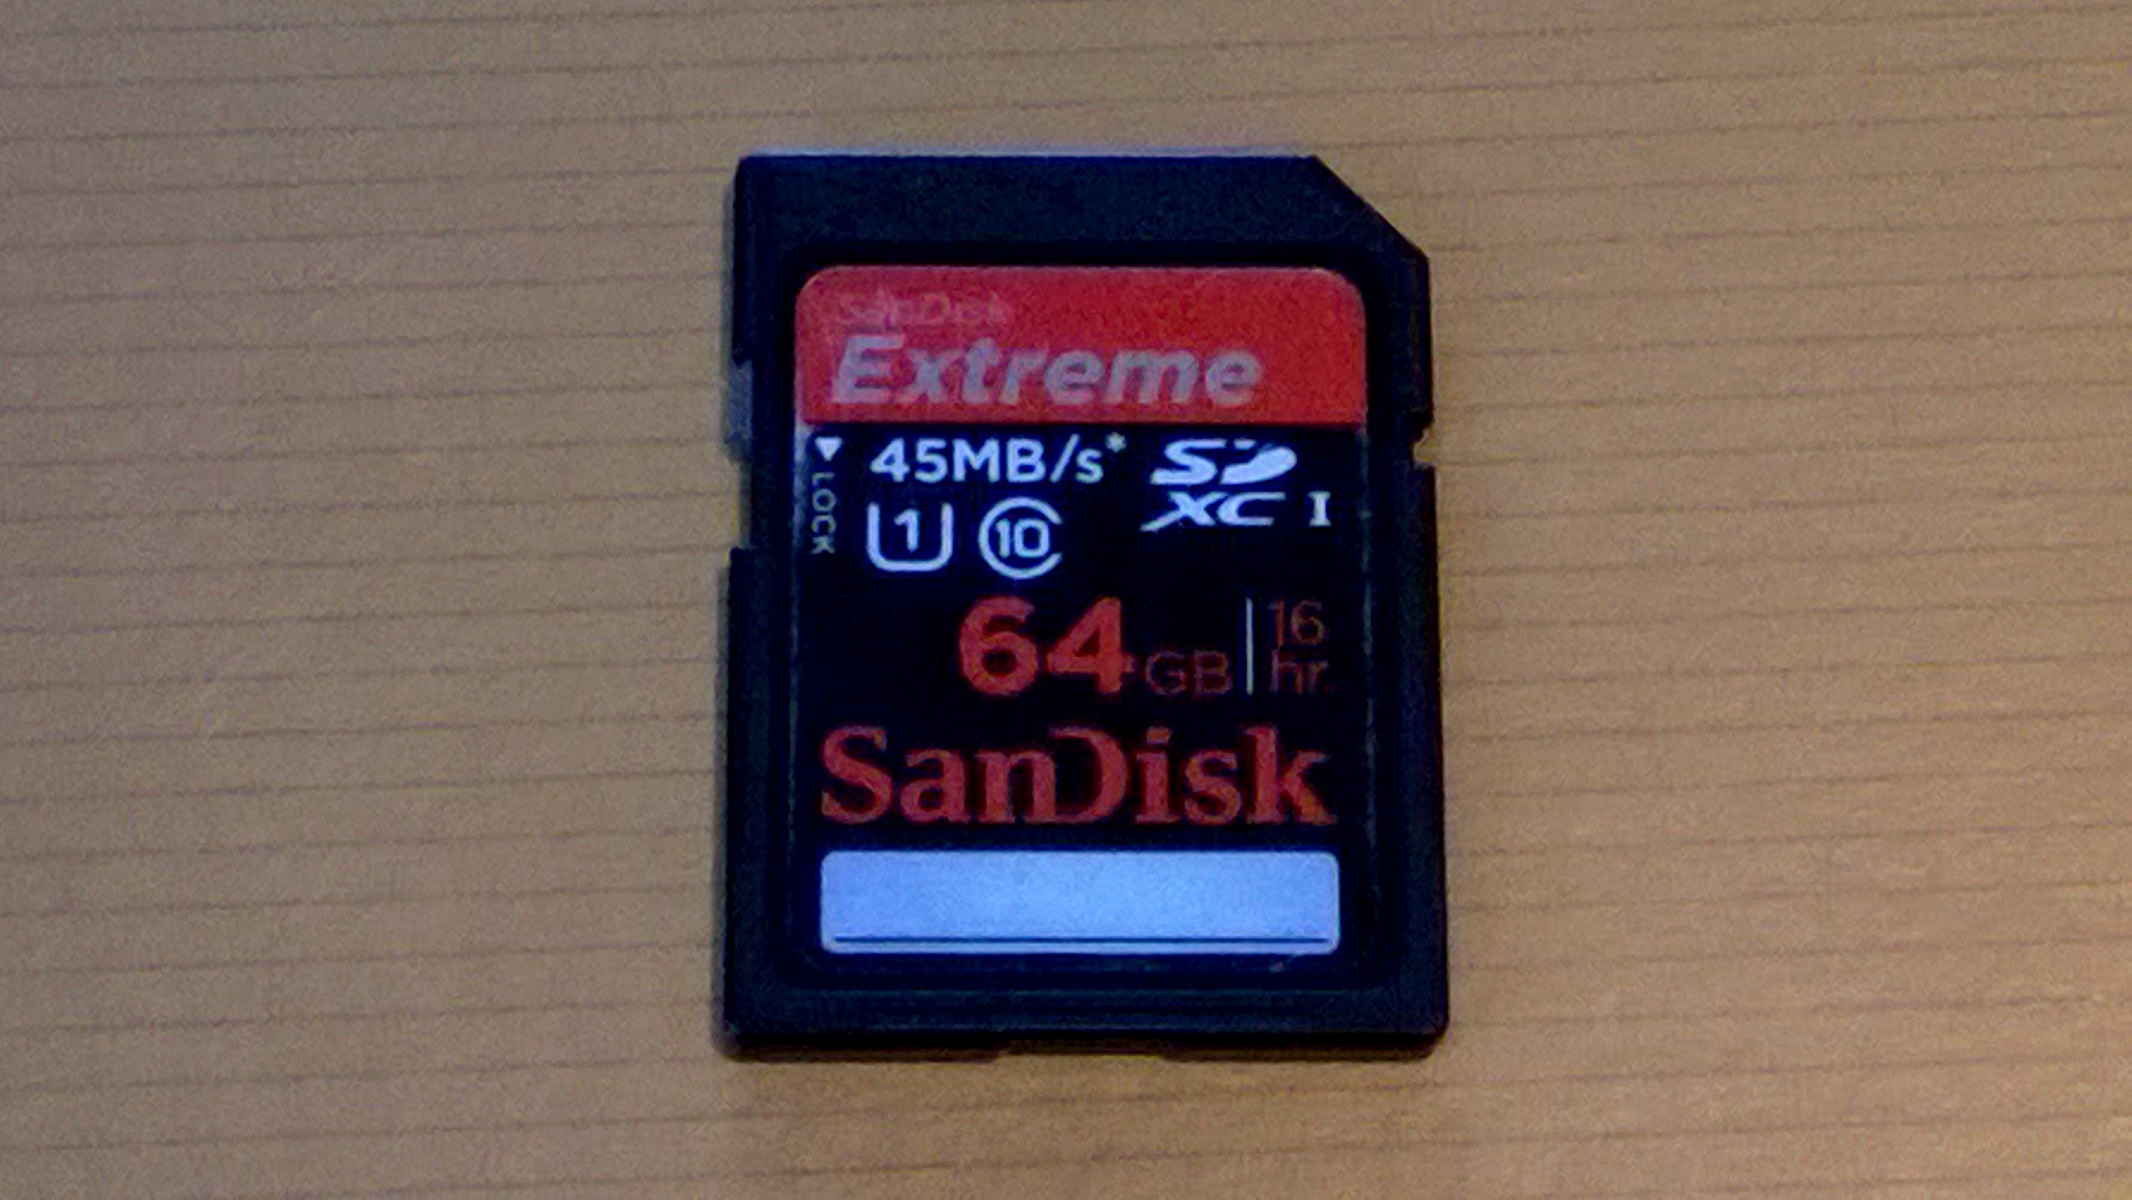 SanDisk
Extreme
45MB/s*
SD
XC I
LOCK
1
10
64GB
16
hr.
SanDisk